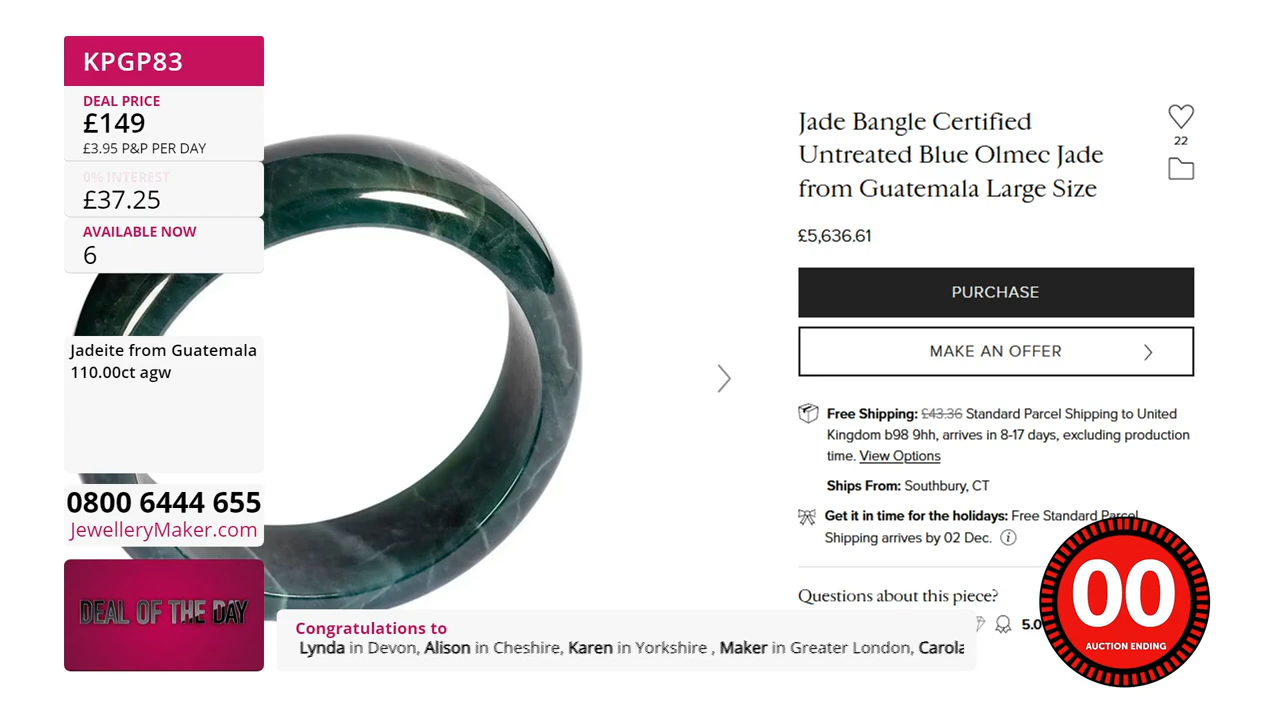 KPGP83
DEAL PRICE
£149
£3.95 P&P PER DAY
0% INTEREST
£37.25
AVAILABLE NOW
6
Jadeite from Guatemala
110.00ct agw
0800 6444 655
JewelleryMaker.com
DEAL OF THE DAY
Jade Bangle Certified
Untreated Blue Olmec Jade
from Guatemala Large Size
22
£5,636.61
PURCHASE
MAKE AN OFFER
Free Shipping: £43.36 Standard Parcel Shipping to United
Kingdom b98 9hh, arrives in 8-17 days, excluding production
time. View Options
Ships From: Southbury, CT
Get it in time for the holidays: Free Standard Parcel
Shipping arrives by 02 Dec.
Questions about this piece?
5.0
00
AUCTION ENDING
Congratulations to
Lynda in Devon, Alison in Cheshire, Karen in Yorkshire , Maker in Greater London, Carola